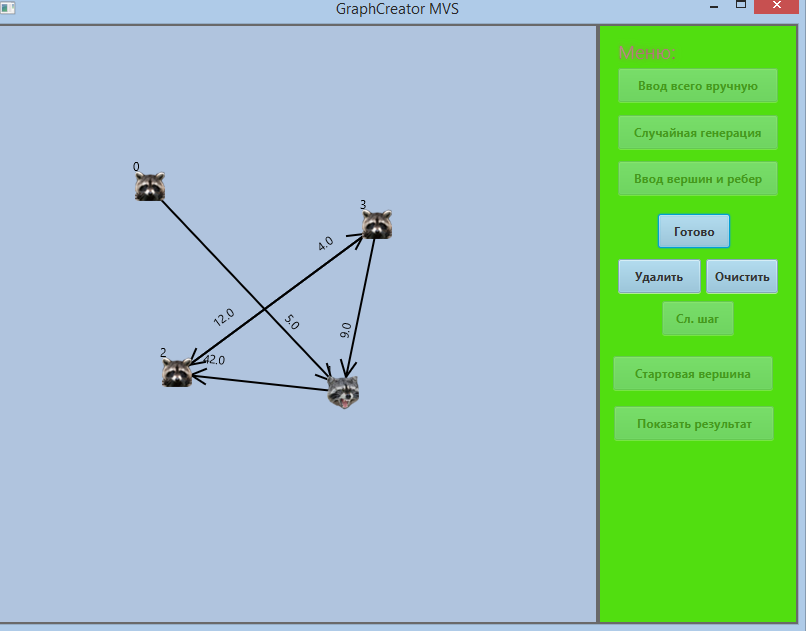 GraphCreator MVS
Меню:
Ввод всего вручную
Случайная генерация
Ввод вершин и ребер
Готово
Удалить
Очистить
Сл. шаг
Стартовая вершина
Показать результат
0
3
4.0
12.0
5.0
9.0
2
42.0